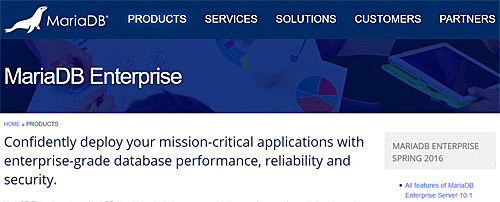 MariaDB®
PRODUCTS SERVICES SOLUTIONS CUSTOMERS PARTNERS
MariaDB Enterprise
HOME » PRODUCTS
Confidently deploy your mission-critical applications with
enterprise-grade database performance, reliability and
security.
MARIADB ENTERPRISE
SPRING 2016
All features of MariaDB
Enterprise Server 10.1